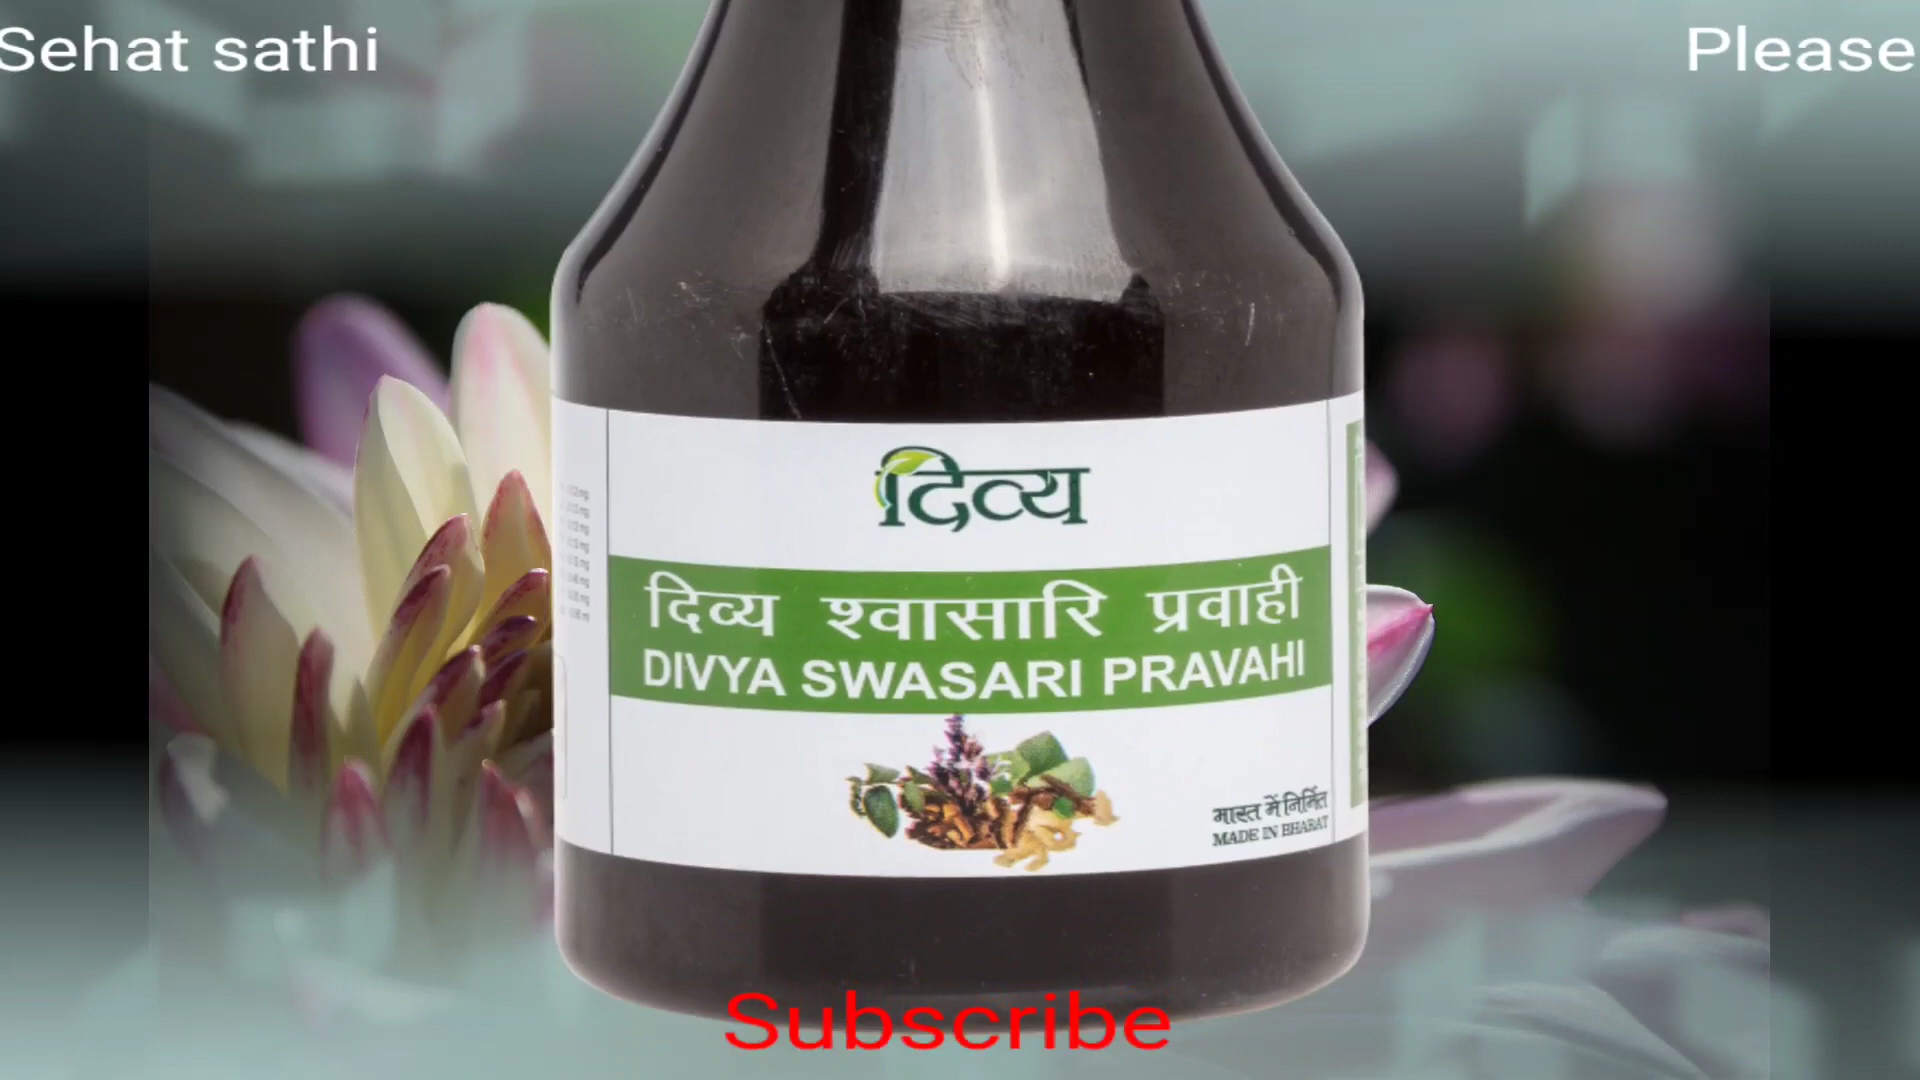 Sehat sathi
Please
दिव्य
दिव्य श्वासारि प्रवाही
DIVYA SWASARI PRAVAHI
भारत में निर्मित
MADE IN BHARAT
Subscribe